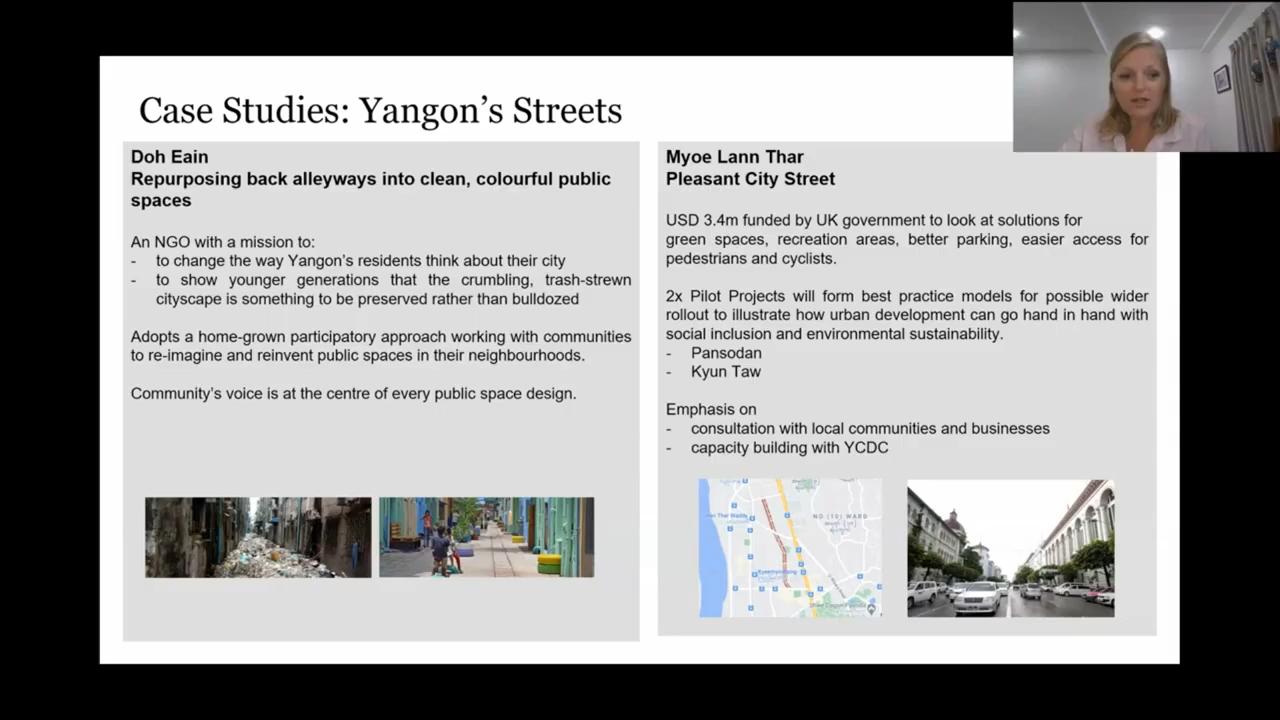 Case Studies: Yangon's Streets
Doh Eain
Repurposing back alleyways into clean, colourful public
spaces
An NGO with a mission to:
- to change the way Yangon's residents think about their city
- to show younger generations that the crumbling, trash-strewn
cityscape is something to be preserved rather than bulldozed
Adopts a home-grown participatory approach working with communities
to re-imagine and reinvent public spaces in their neighbourhoods.
Community's voice is at the centre of every public space design.
Myoe Lann Thar
Pleasant City Street
USD 3.4m funded by UK government to look at solutions for
green spaces, recreation areas, better parking, easier access for
pedestrians and cyclists.
2x Pilot Projects will form best practice models for possible wider
rollout to illustrate how urban development can go hand in hand with
social inclusion and environmental sustainability.
- Pansodan
- Kyun Taw
Emphasis on
- consultation with local communities and businesses
- capacity building with YCDC
NO (10) WARD